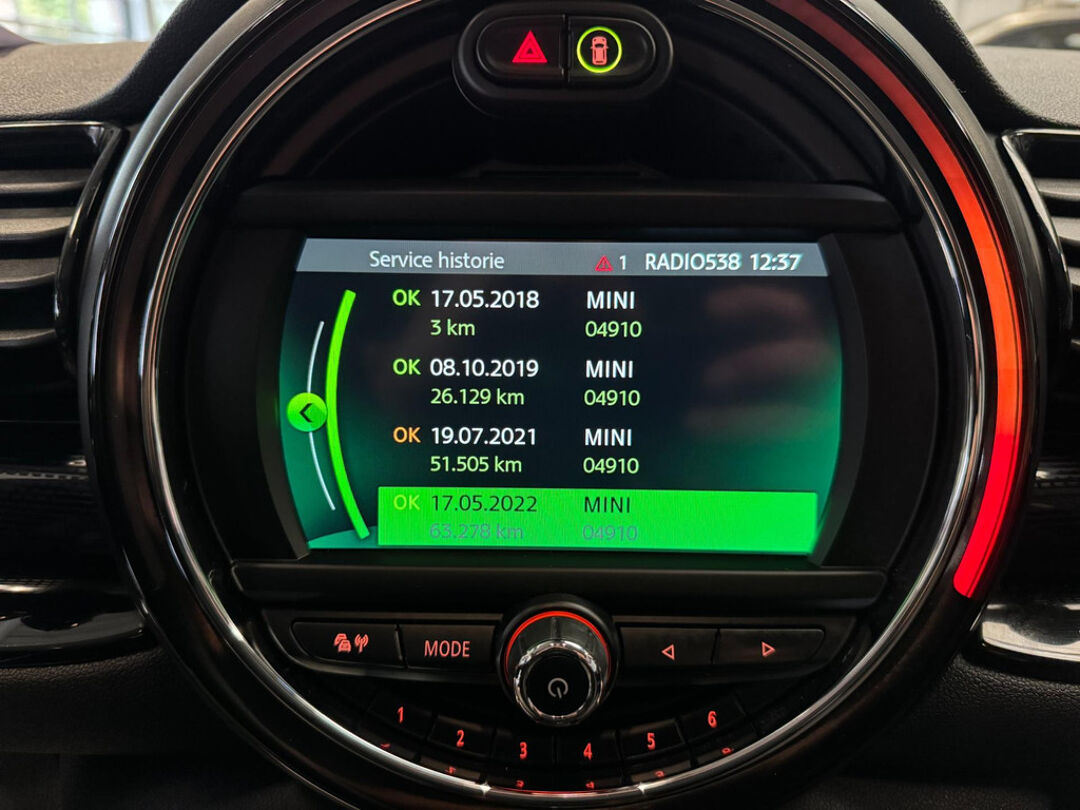 Service historie 1 RADIO538 12:37
OK 17.05.2018 MINI
3 km 04910
OK 08.10.2019 MINI
26.129 km 04910
OK 19.07.2021 MINI
51.505 km 04910
OK 17.05.2022 MINI
63.278 km 04910
MODE
1 2 3 4 5 6